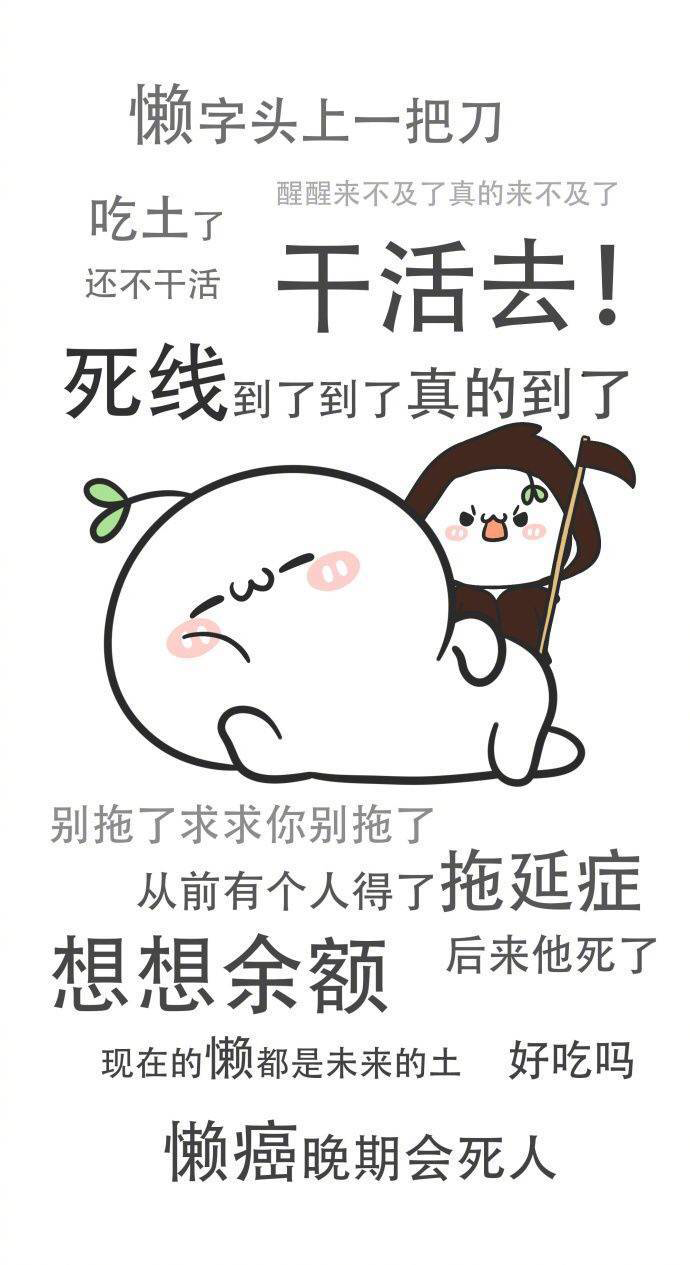 懒字头上一把刀
醒醒来不及了真的来不及了
吃土了
还不干活
干活去!
死线到了到了真的到了
别拖了求求你别拖了
从前有个人得了拖延症
后来他死了
想想余额
现在的懒都是未来的土
好吃吗
懒癌晚期会死人